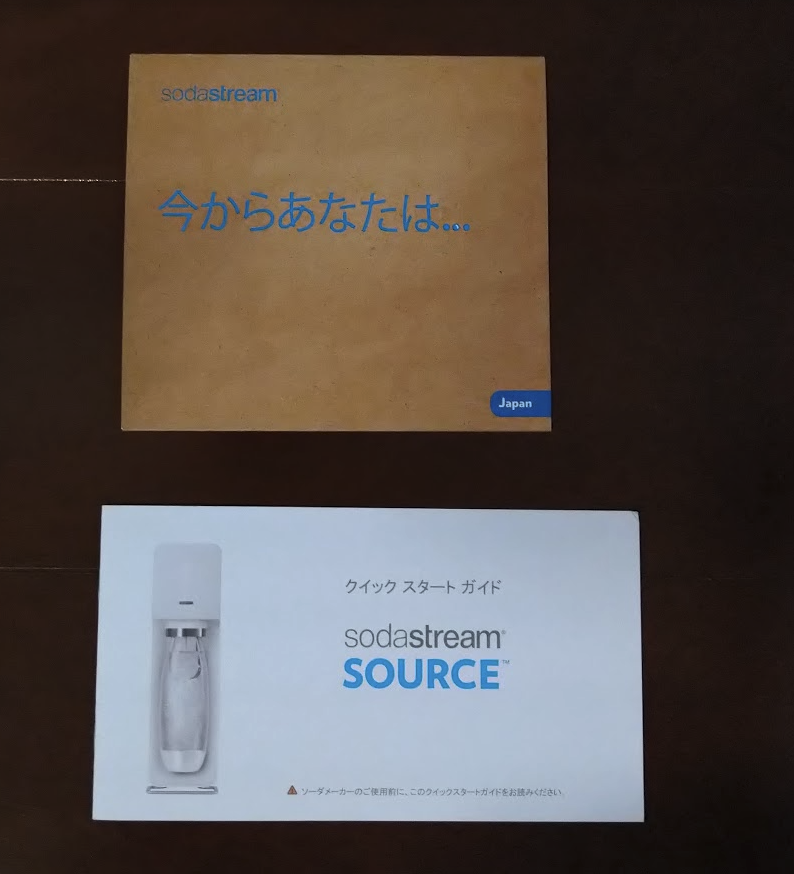 sodastream
今からあなたは...
Japan
クイック スタート ガイド
sodastream®
SOURCE™
ソーダメーカーのご使用前に、このクイックスタートガイドをお読みください。